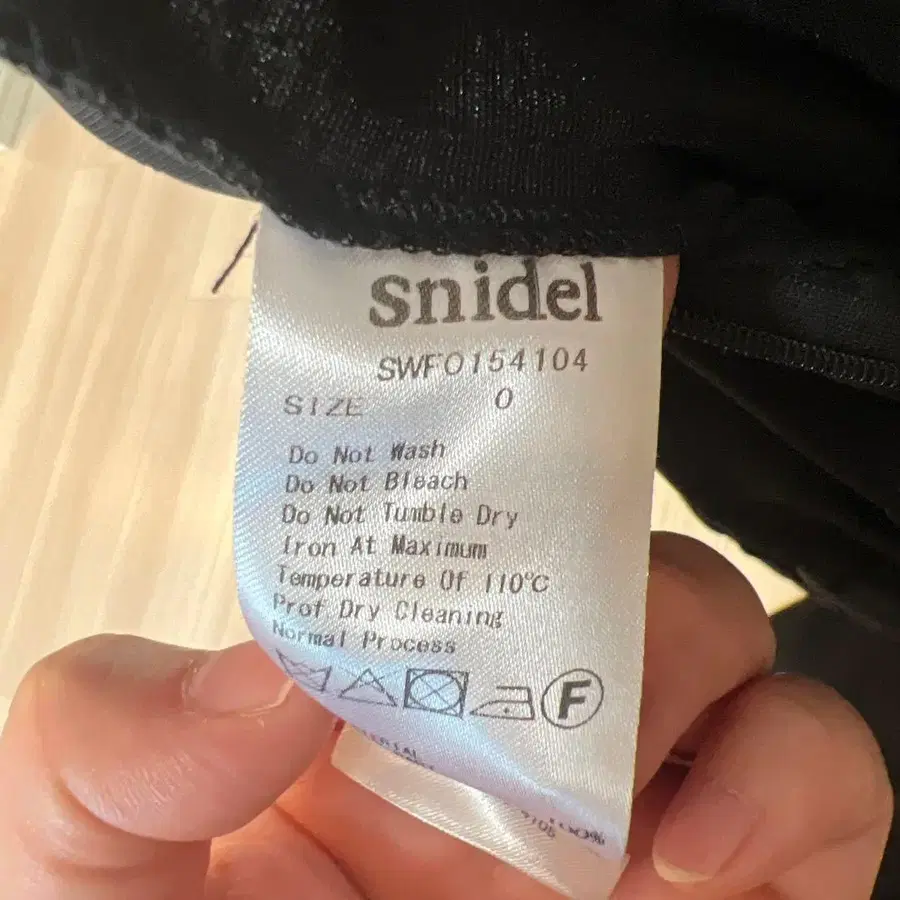 snidel
SWFO154104
SIZE 0
Do Not Wash
Do Not Bleach
Do Not Tumble Dry
Iron At Maximum
Temperature Of 110℃
Prof Dry Cleaning
Normal Process
F
100%